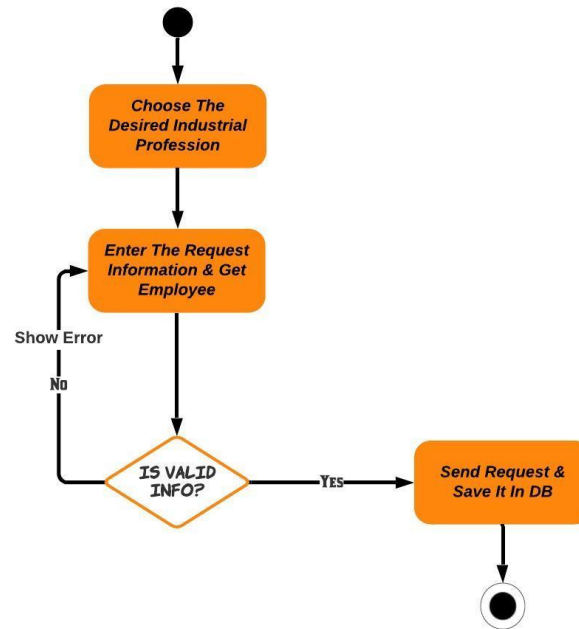 Choose The
Desired Industrial
Profession
Enter The Request
Information & Get
Employee
Show Error
No
IS VALID
INFO?
Yes
Send Request &
Save It In DB